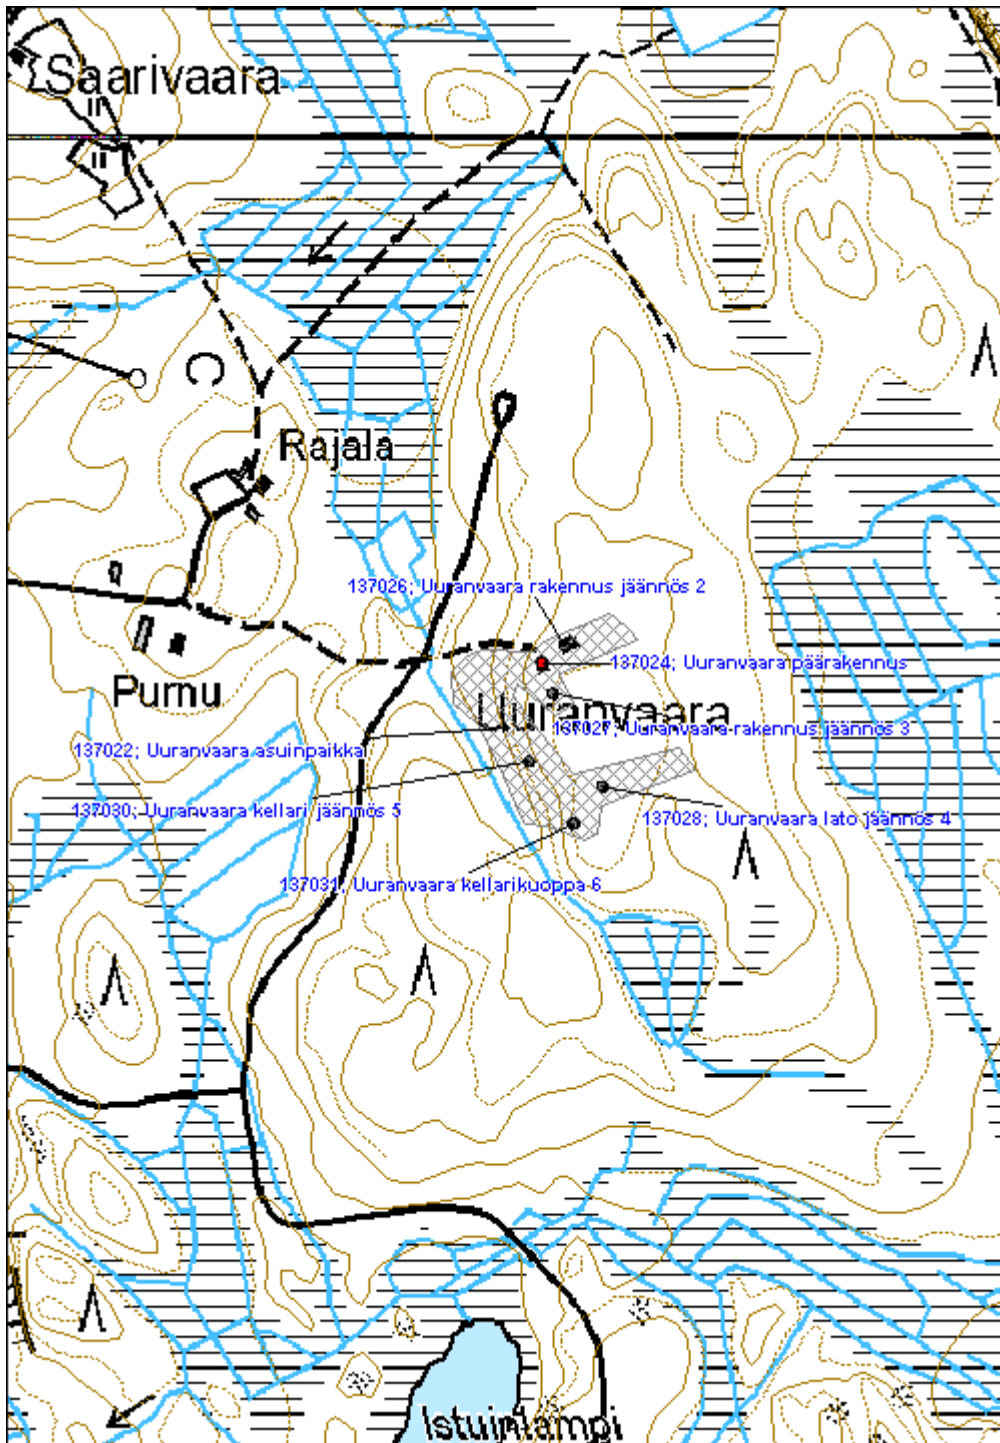 Saarivaara
Rajala
137026; Uuranvaara rakennus jäännös 2
137024; Uuranvaara päärakennus
Purnu
Uuranvaara
137027; Uuranvaara rakennus jäännös 3
137022; Uuranvaara asuinpaikka
137030; Uuranvaara kellari jäännös 5
137028; Uuranvaara lato jäännös 4
137031; Uuranvaara kellarikuoppa 6
Istuinlampi